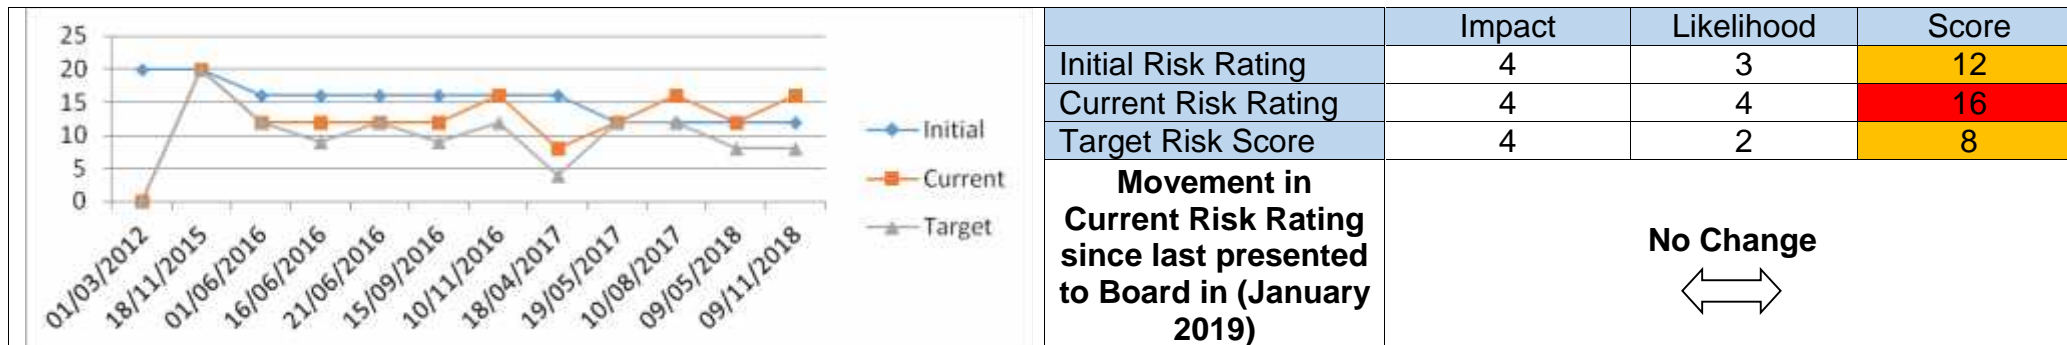 25
20
15
10
5
0
01/03/2012
18/11/2015
01/06/2016
16/06/2016
21/06/2016
15/09/2016
10/11/2016
18/04/2017
19/05/2017
10/08/2017
09/05/2018
09/11/2018
Initial
Current
Target
Impact Likelihood Score
Initial Risk Rating 4 3 12
Current Risk Rating 4 4 16
Target Risk Score 4 2 8
Movement in
Current Risk Rating
since last presented
to Board in (January
2019)
No Change